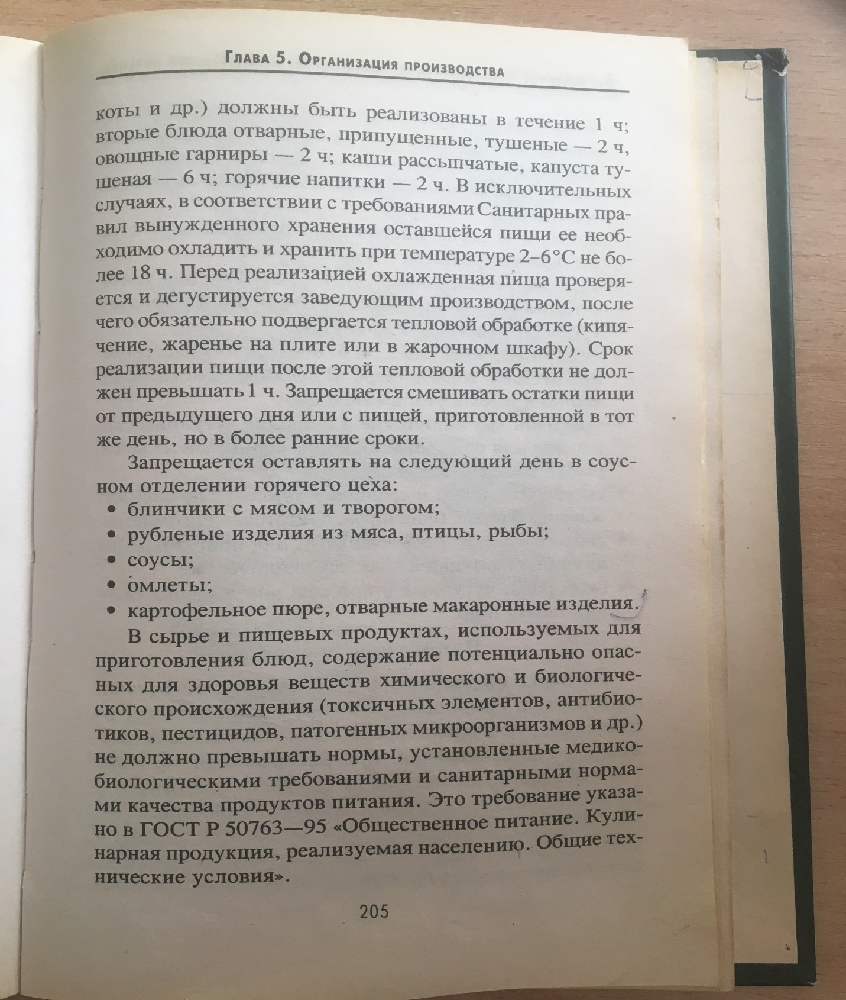 Глава 5. Организация производства
коты и др.) должны быть реализованы в течение 1 ч;
вторые блюда отварные, припущенные, тушеные — 2 ч,
овощные гарниры — 2 ч; каши рассыпчатые, капуста ту-
шеная — 6 ч; горячие напитки — 2 ч. В исключительных
случаях, в соответствии с требованиями Санитарных пра-
вил вынужденного хранения оставшейся пищи ее необ-
ходимо охладить и хранить при температуре 2–6°С не бо-
лее 18 ч. Перед реализацией охлажденная пища проверя-
ется и дегустируется заведующим производством, после
чего обязательно подвергается тепловой обработке (кипя-
чение, жаренье на плите или в жарочном шкафу). Срок
реализации пищи после этой тепловой обработки не дол-
жен превышать 1 ч. Запрещается смешивать остатки пищи
от предыдущего дня или с пищей, приготовленной в тот
же день, но в более ранние сроки.
Запрещается оставлять на следующий день в соус-
ном отделении горячего цеха:
• блинчики с мясом и творогом;
• рубленые изделия из мяса, птицы, рыбы;
• соусы;
• омлеты;
• картофельное пюре, отварные макаронные изделия.
В сырье и пищевых продуктах, используемых для
приготовления блюд, содержание потенциально опас-
ных для здоровья веществ химического и биологиче-
ского происхождения (токсичных элементов, антибио-
тиков, пестицидов, патогенных микроорганизмов и др.)
не должно превышать нормы, установленные медико-
биологическими требованиями и санитарными норма-
ми качества продуктов питания. Это требование указа-
но в ГОСТ Р 50763—95 «Общественное питание. Кули-
нарная продукция, реализуемая населению. Общие тех-
нические условия».
205